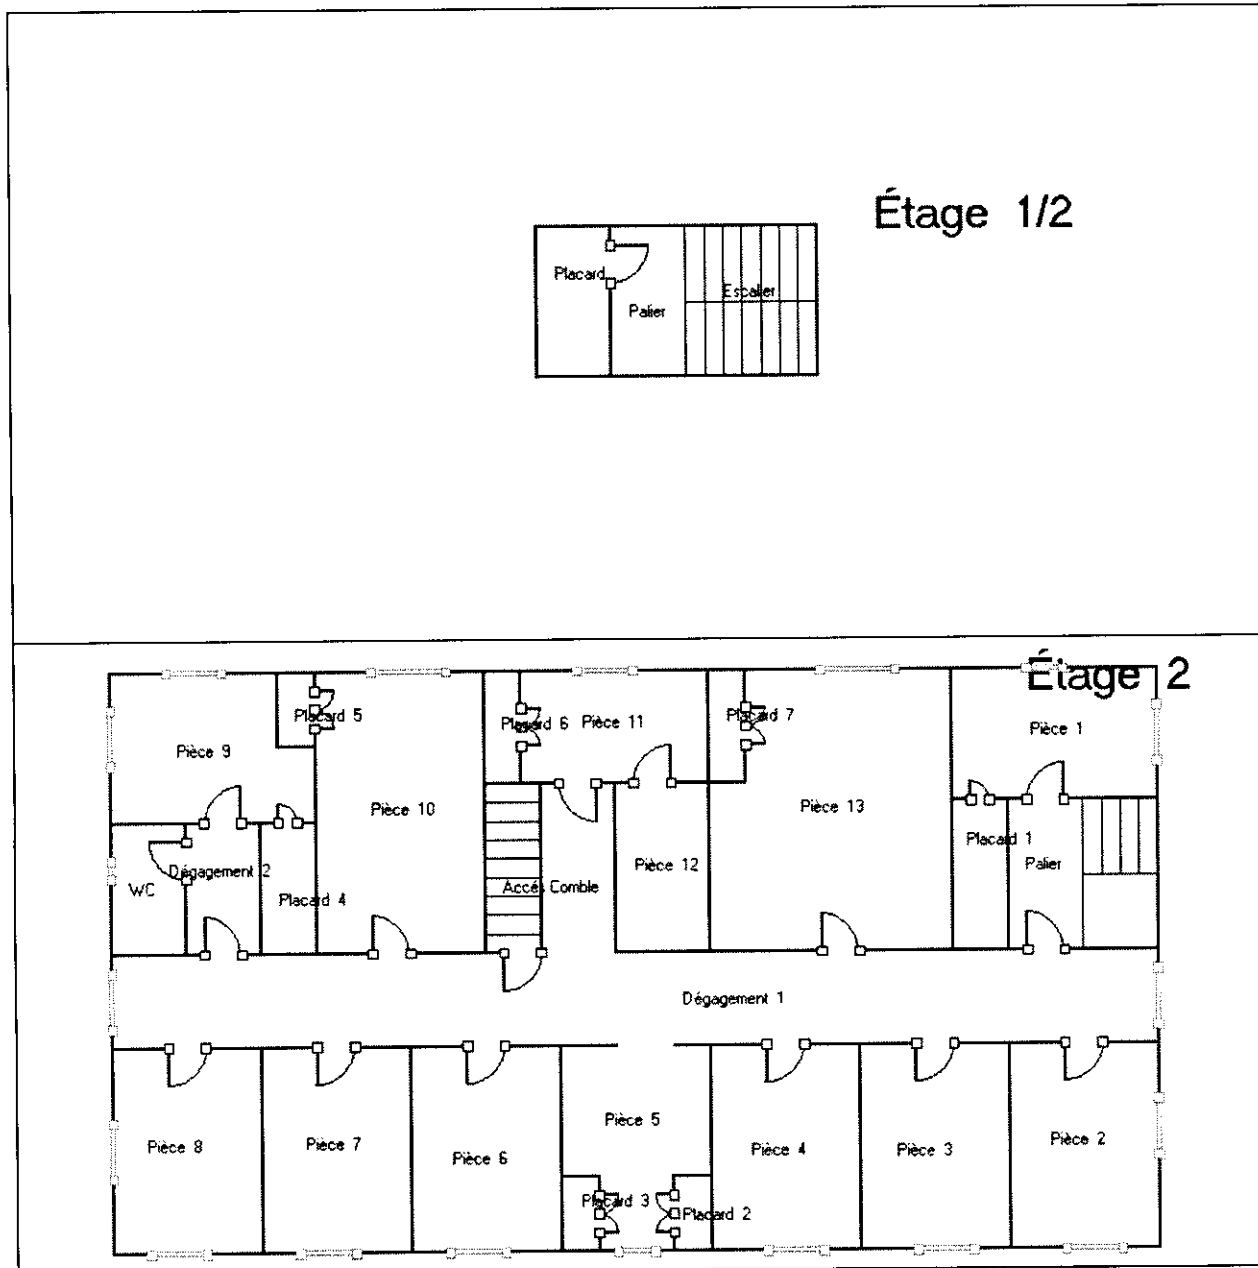 Étage 1/2
Placard
Escalier
Palier
Étage 2
Placard 5
Placard 6
Pièce 11
Placard 7
Pièce 1
Pièce 9
Pièce 10
Pièce 13
Placard 1
Palier
Pièce 12
Dégagement 2
WC
Accés Comble
Placard 4
Dégagement 1
Pièce 8
Pièce 7
Pièce 6
Pièce 5
Pièce 4
Pièce 3
Pièce 2
Placard 3
Placard 2